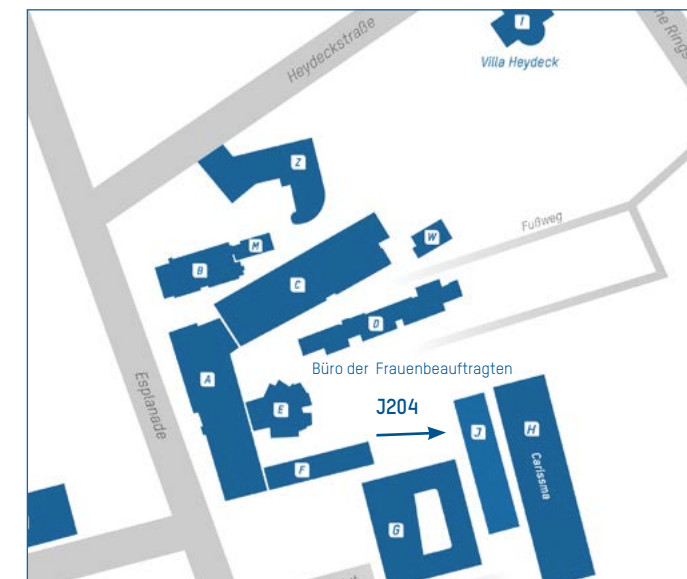 Heydeckstraße
I
Villa Heydeck
Z
M
B
W
Fußweg
C
D
A
Büro der Frauenbeauftragten
Esplanade
J204
E
J
H
Carissma
F
G